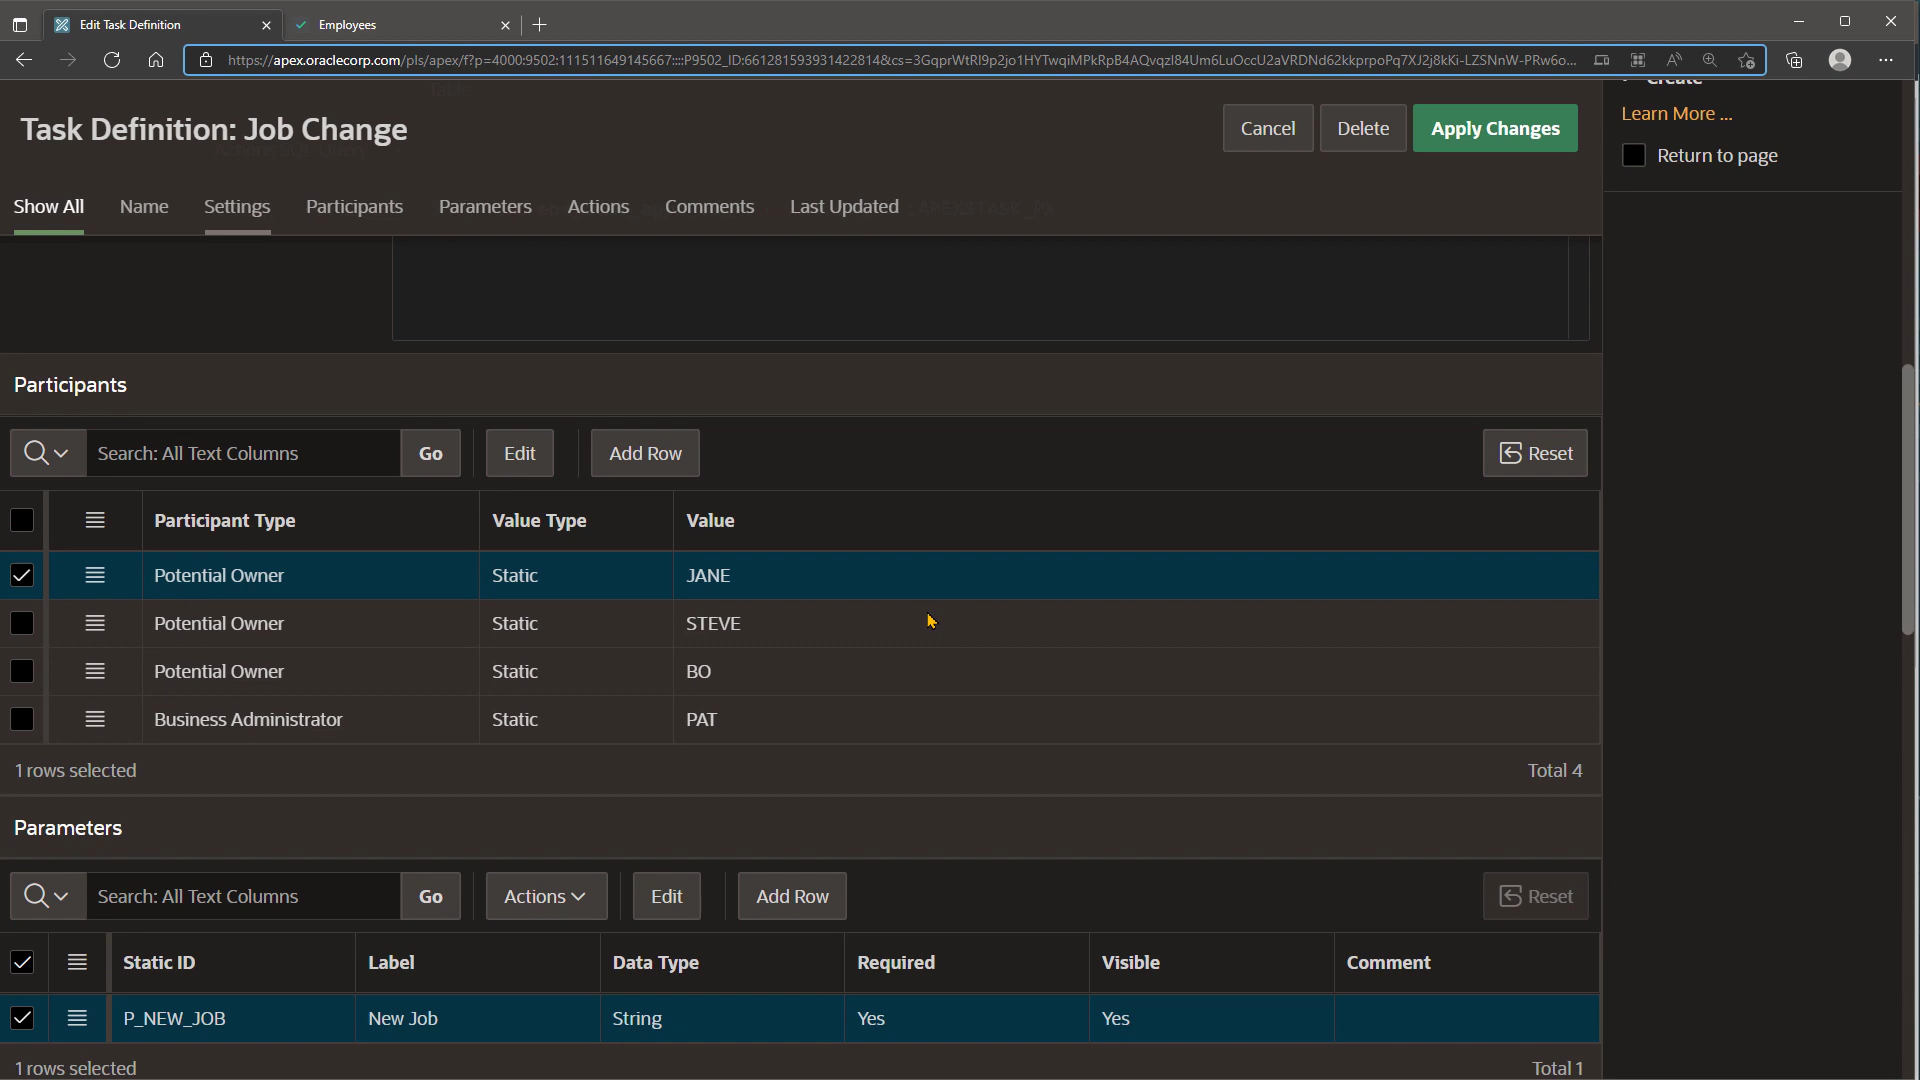 Edit Task Definition
Employees
https://apex.oraclecorp.com/pls/apex/f?p=4000:9502:111511649145667::::P9502_ID:661281593931422814&cs=3GqprWtRI9p2jo1HYTwqiMPkRpB4AQvqzl84Um6LuOccU2aVRDNd62kkprpoPq7XJ2j8kKi-LZSNnW-PRw6o...
Task Definition: Job Change
Cancel
Delete
Apply Changes
Create
Learn More ...
Return to page
Show All
Name
Settings
Participants
Parameters
Actions
Comments
Last Updated
Participants
Search: All Text Columns
Go
Edit
Add Row
Reset
Participant Type Value Type Value
Potential Owner Static JANE
Potential Owner Static STEVE
Potential Owner Static BO
Business Administrator Static PAT
1 rows selected
Total 4
Parameters
Search: All Text Columns
Go
Actions
Edit
Add Row
Reset
Static ID Label Data Type Required Visible Comment
P_NEW_JOB New Job String Yes Yes
1 rows selected
Total 1